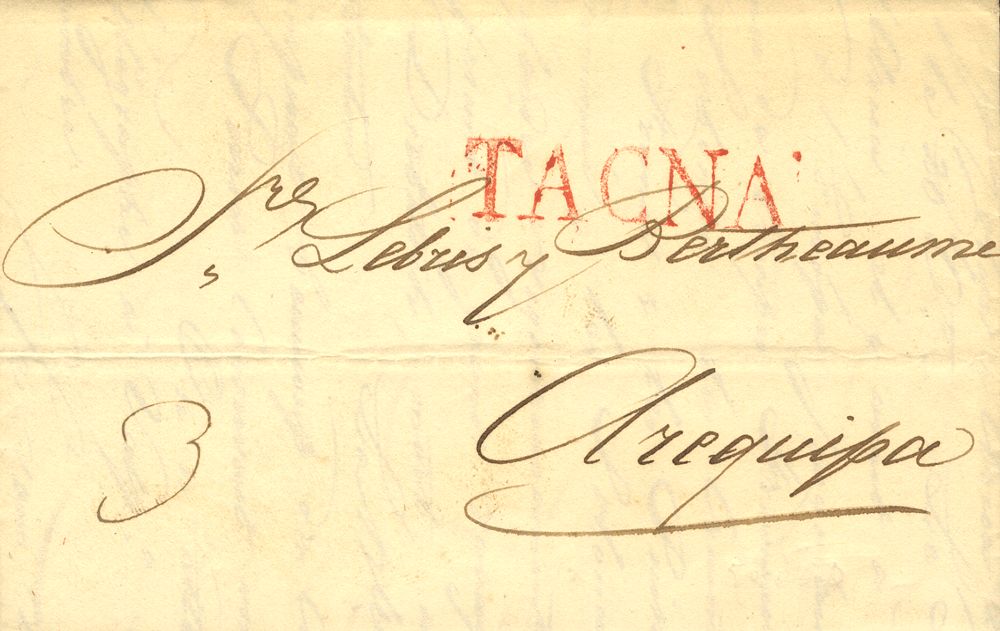 TACNA
Sres Lebris y Bertheaume
Arequipa
3